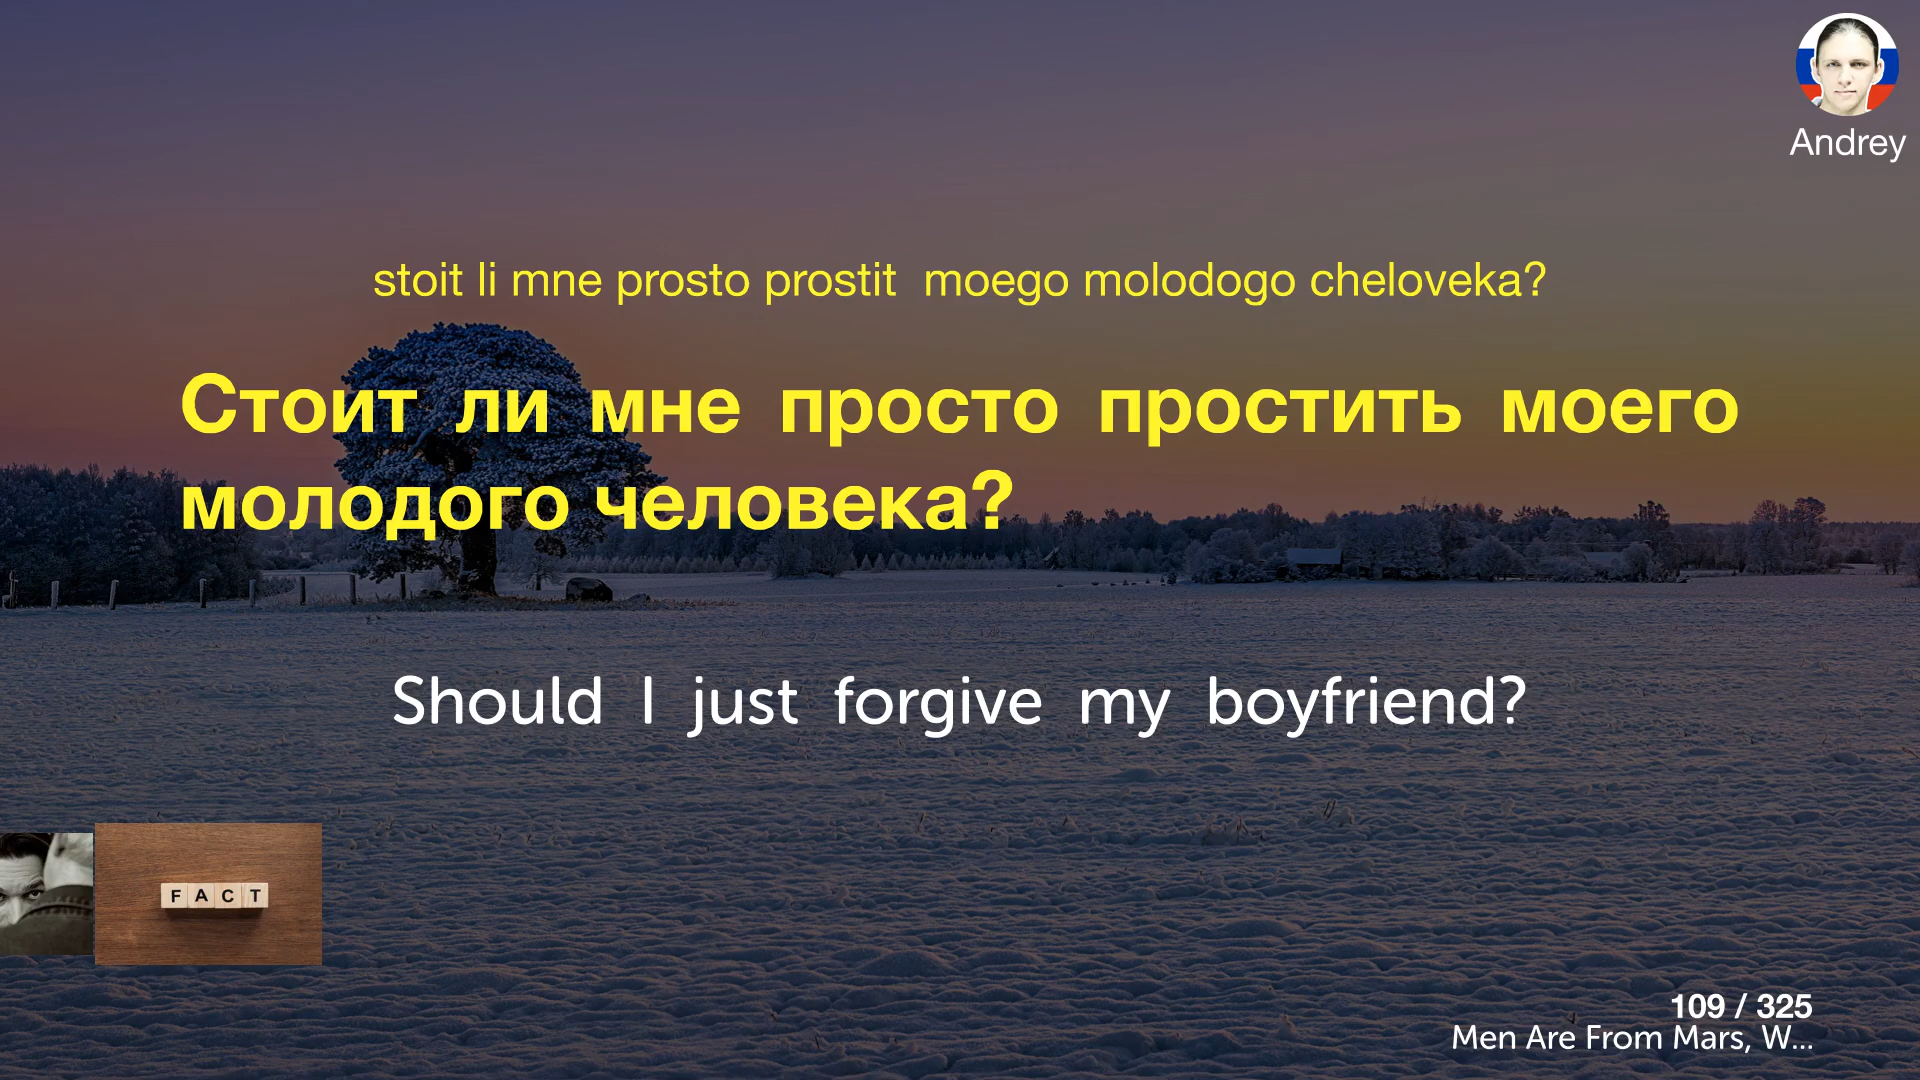 Andrey
stoit li mne prosto prostit  moego molodogo cheloveka?
Стоит ли мне просто простить моего
молодого человека?
Should I just forgive my boyfriend?
FACT
109 / 325
Men Are From Mars, W...